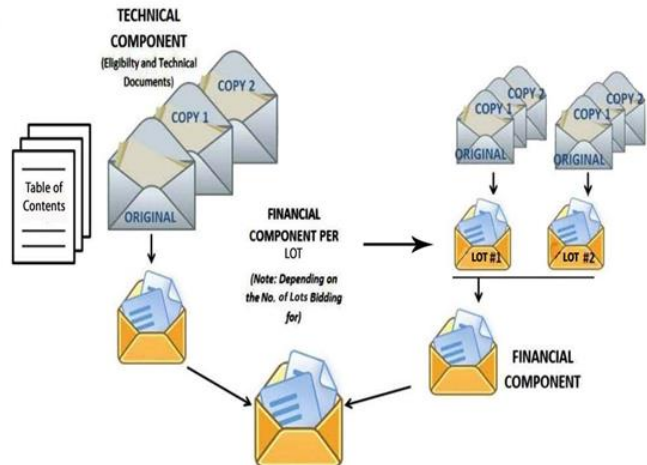 TECHNICAL
COMPONENT
(Eligibilty and Technical
Documents)
COPY 2
COPY 1
ORIGINAL
Table of
Contents
FINANCIAL
COMPONENT PER
LOT
(Note: Depending on
the No. of Lots Bidding
for)
COPY 2
COPY 1
ORIGINAL
COPY 2
COPY 1
ORIGINAL
LOT #1
LOT #2
FINANCIAL
COMPONENT